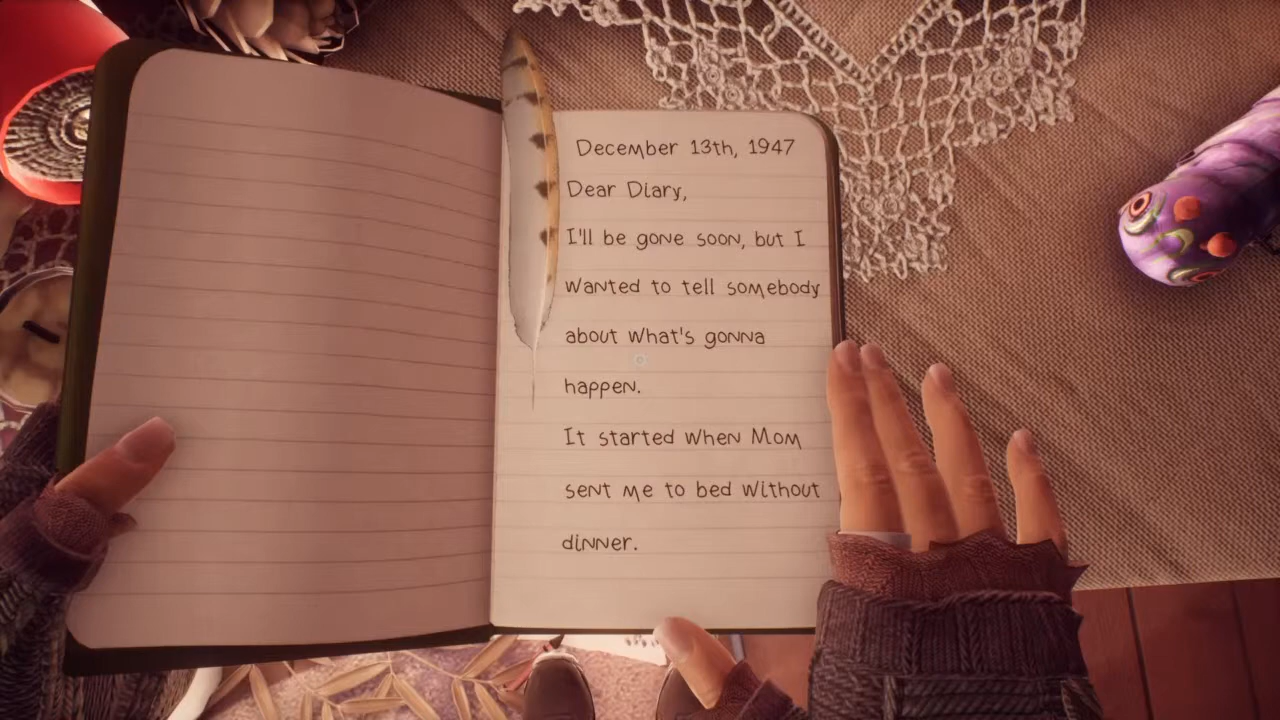 December 13th, 1947
Dear Diary,
I'll be gone soon, but I
wanted to tell somebody
about what's gonna
happen.
It started when Mom
sent me to bed without
dinner.